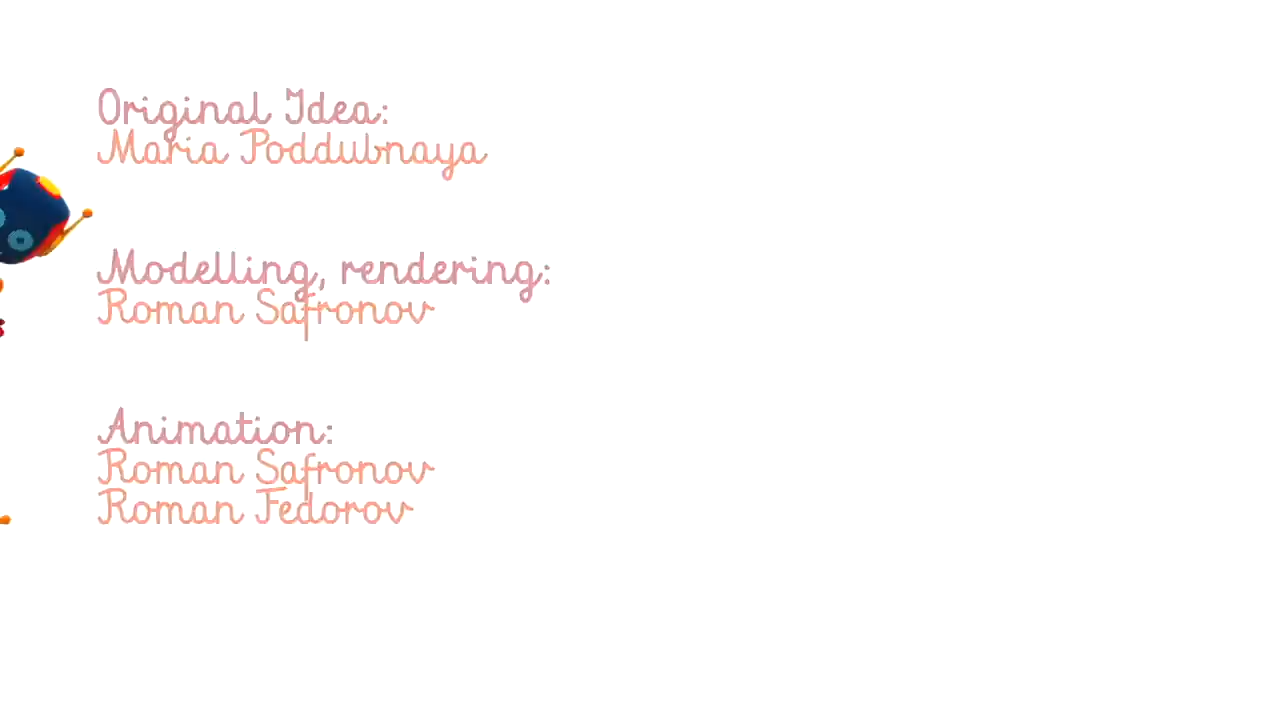 Original Idea:
Maria Poddubnaya
Modelling, rendering:
Roman Safronov
Animation:
Roman Safronov
Roman Fedorov